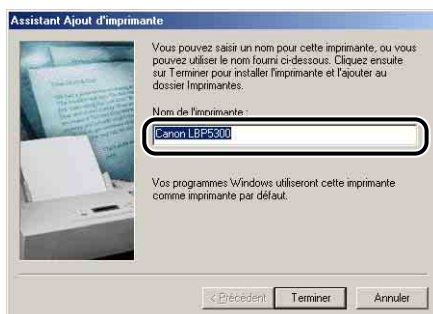 Assistant Ajout d'imprimante
Vous pouvez saisir un nom pour cette imprimante, ou vous
pouvez utiliser le nom fourni ci-dessous. Cliquez ensuite
sur Terminer pour installer l'imprimante et l'ajouter au
dossier Imprimantes.
Nom de l'imprimante :
Canon LBP5300
Vos programmes Windows utiliseront cette imprimante
comme imprimante par défaut.
< Précédent
Terminer
Annuler